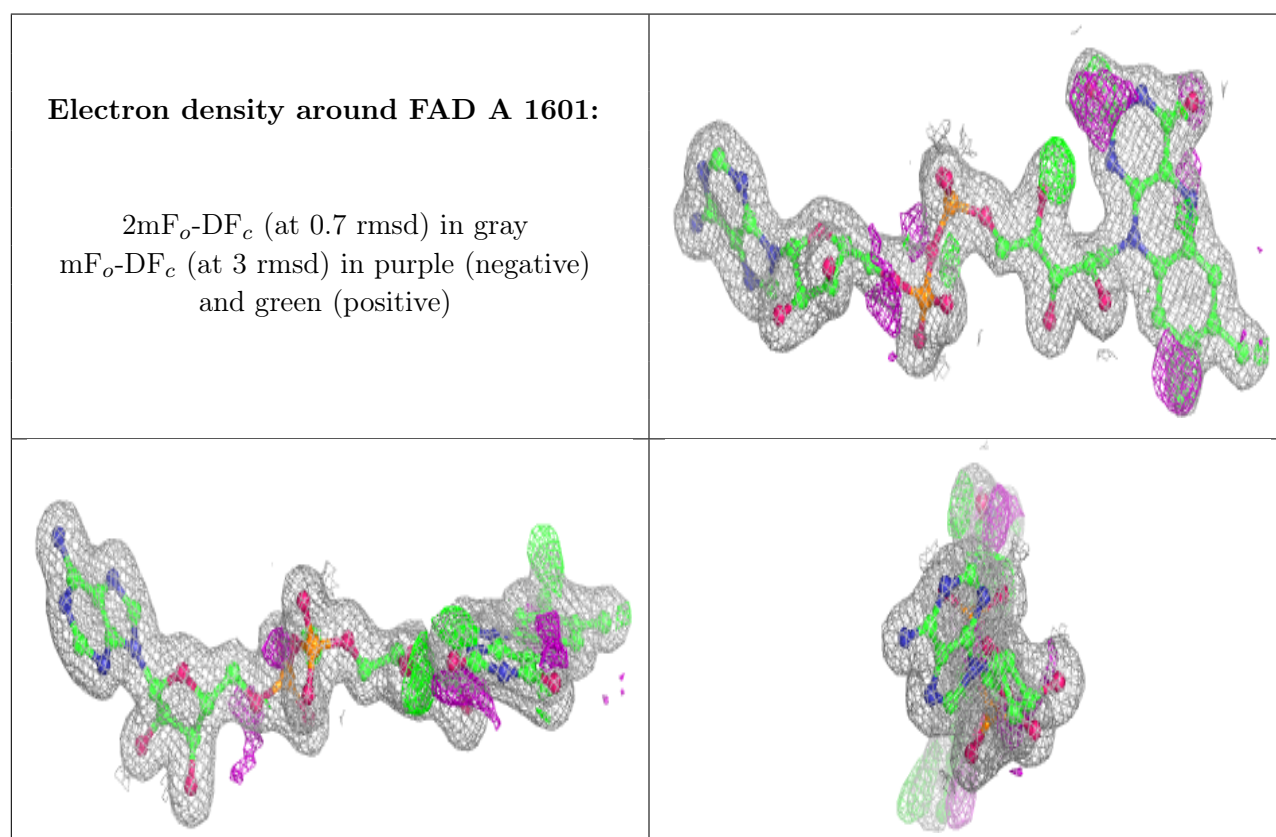 Electron density around FAD A 1601:
2mFₒ-DF𝒸 (at 0.7 rmsd) in gray
mFₒ-DF𝒸 (at 3 rmsd) in purple (negative)
and green (positive)